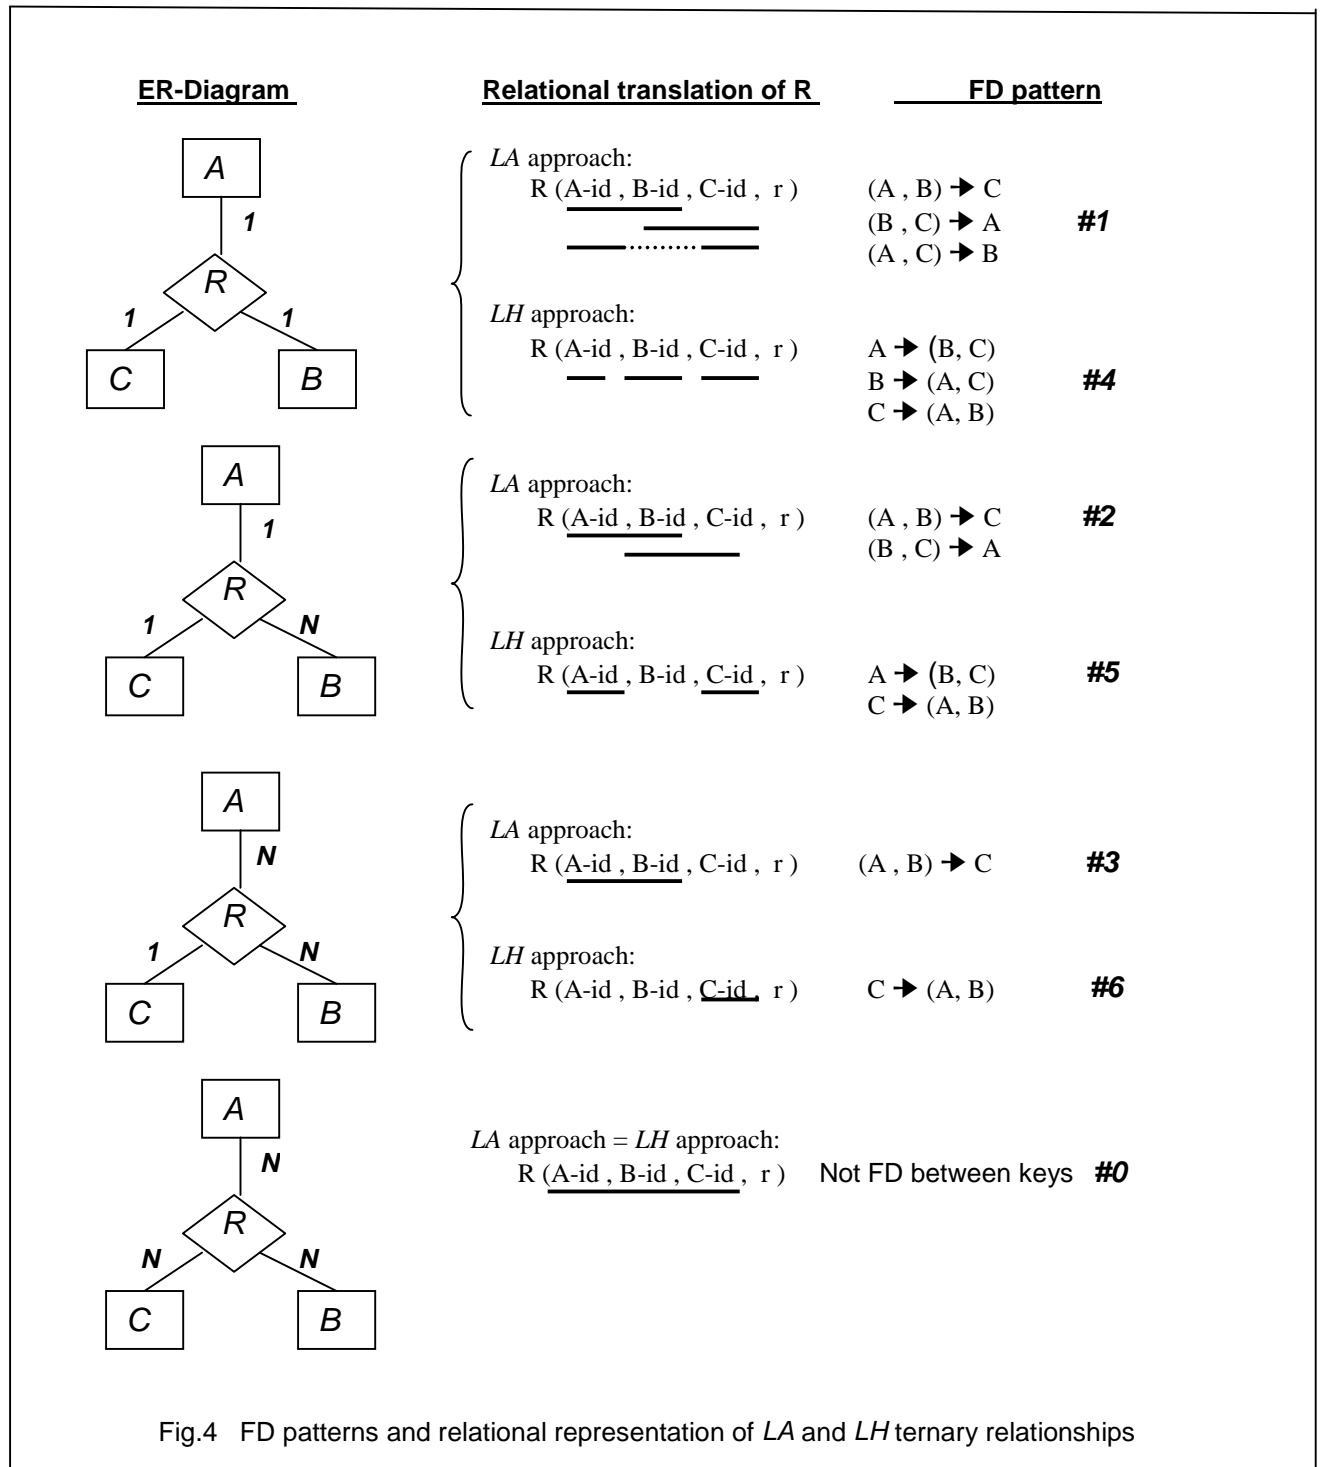 ER-Diagram Relational translation of R FD pattern
A
1
R
1 1
C B
LA approach:
R (A-id , B-id , C-id , r ) (A , B) ➔ C
(B , C) ➔ A #1
(A , C) ➔ B
LH approach:
R (A-id , B-id , C-id , r ) A ➔ (B, C)
B ➔ (A, C) #4
C ➔ (A, B)
A
1
R
1 N
C B
LA approach:
R (A-id , B-id , C-id , r ) (A , B) ➔ C #2
(B , C) ➔ A
LH approach:
R (A-id , B-id , C-id , r ) A ➔ (B, C) #5
C ➔ (A, B)
A
N
R
1 N
C B
LA approach:
R (A-id , B-id , C-id , r ) (A , B) ➔ C #3
LH approach:
R (A-id , B-id , C-id , r ) C ➔ (A, B) #6
A
N
R
N N
C B
LA approach = LH approach:
R (A-id , B-id , C-id , r ) Not FD between keys #0
Fig.4 FD patterns and relational representation of LA and LH ternary relationships